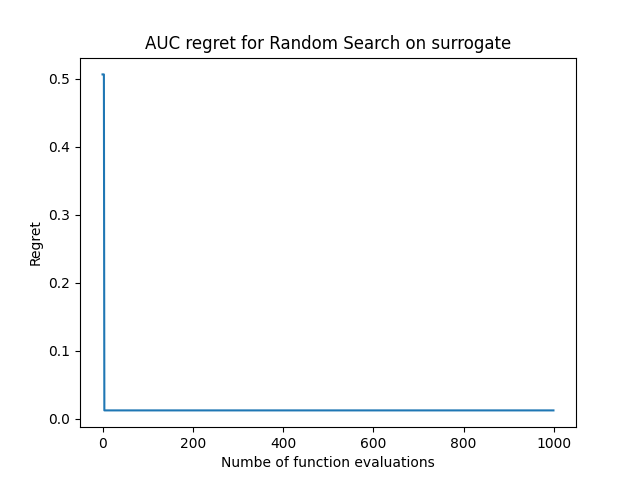 AUC regret for Random Search on surrogate
0.5
0.4
0.3
0.2
0.1
0.0
Regret
0 200 400 600 800 1000
Numbe of function evaluations